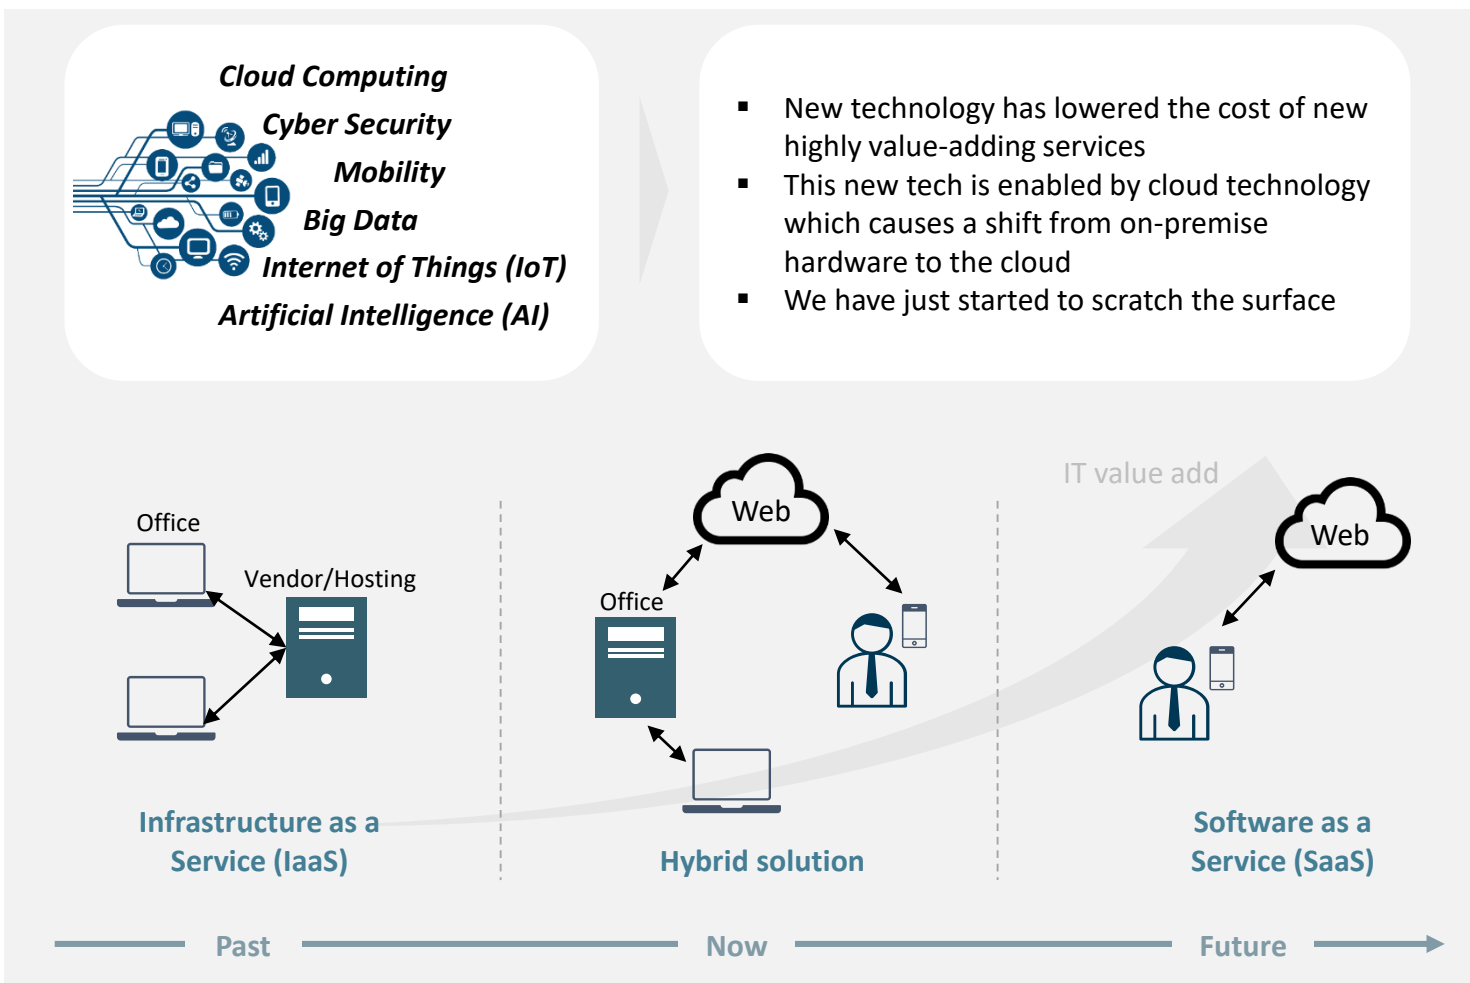 Cloud Computing
Cyber Security
Mobility
Big Data
Internet of Things (IoT)
Artificial Intelligence (AI)
▪ New technology has lowered the cost of new
highly value-adding services
▪ This new tech is enabled by cloud technology
which causes a shift from on-premise
hardware to the cloud
▪ We have just started to scratch the surface
Office
Vendor/Hosting
Infrastructure as a
Service (IaaS)
Web
Office
Hybrid solution
IT value add
Web
Software as a
Service (SaaS)
Past
Now
Future